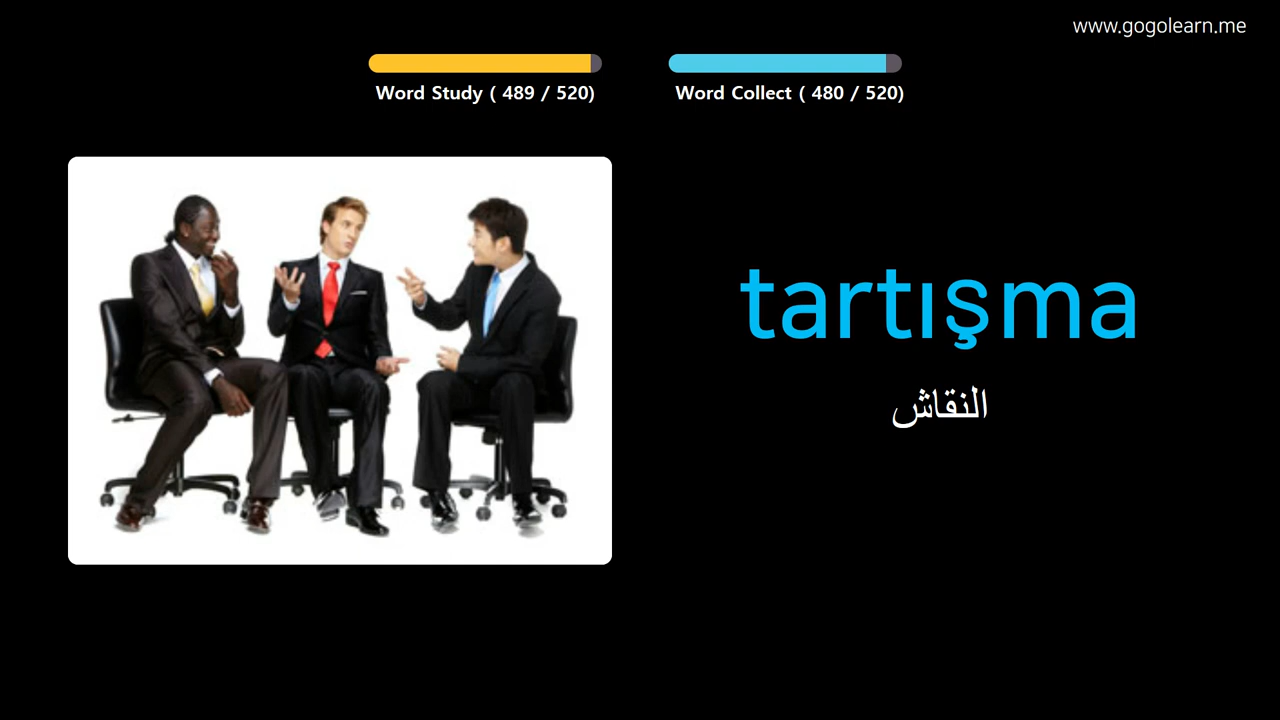 www.gogolearn.me
Word Study ( 489 / 520)
Word Collect ( 480 / 520)
tartışma
النقاش